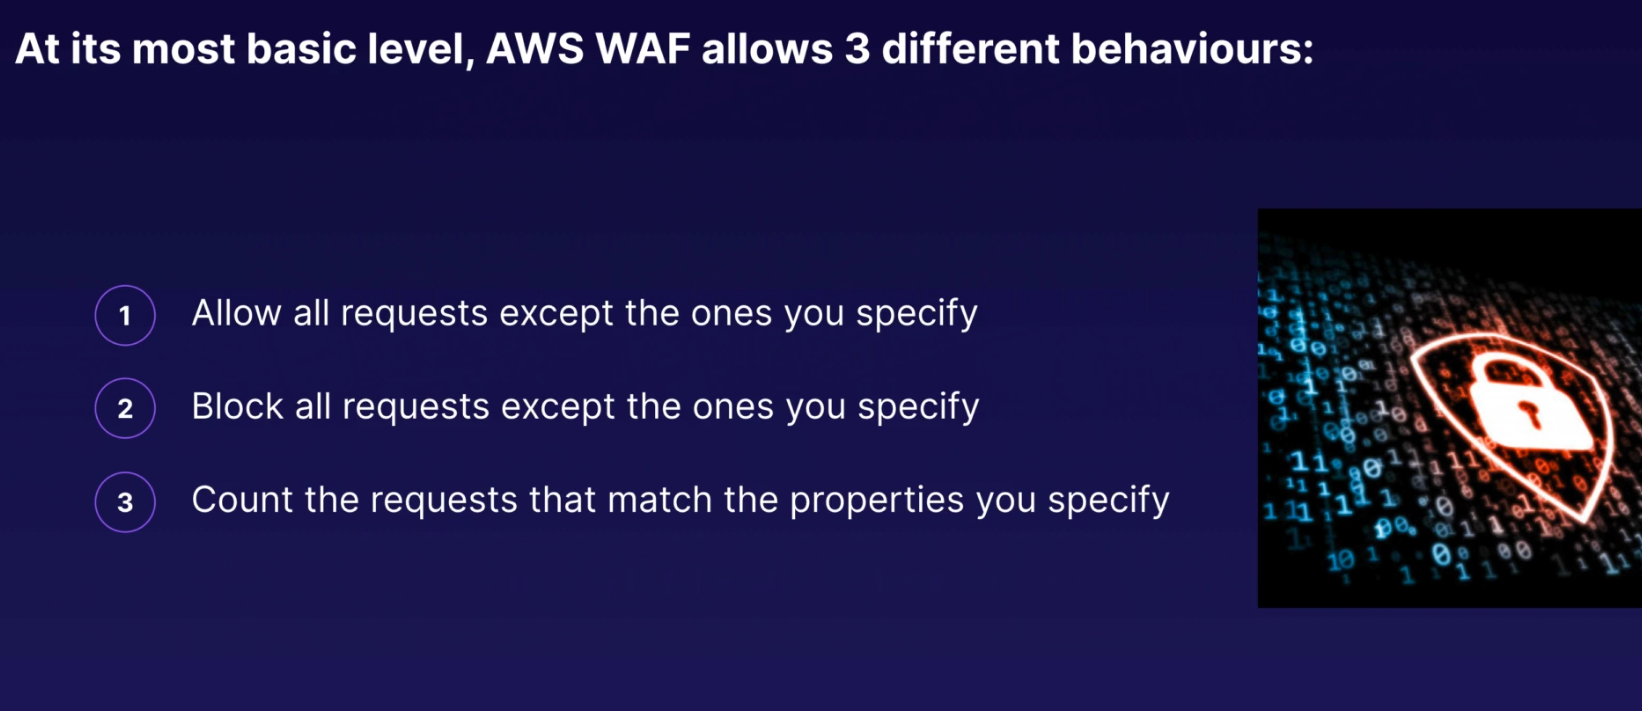 At its most basic level, AWS WAF allows 3 different behaviours:
1 Allow all requests except the ones you specify
2 Block all requests except the ones you specify
3 Count the requests that match the properties you specify